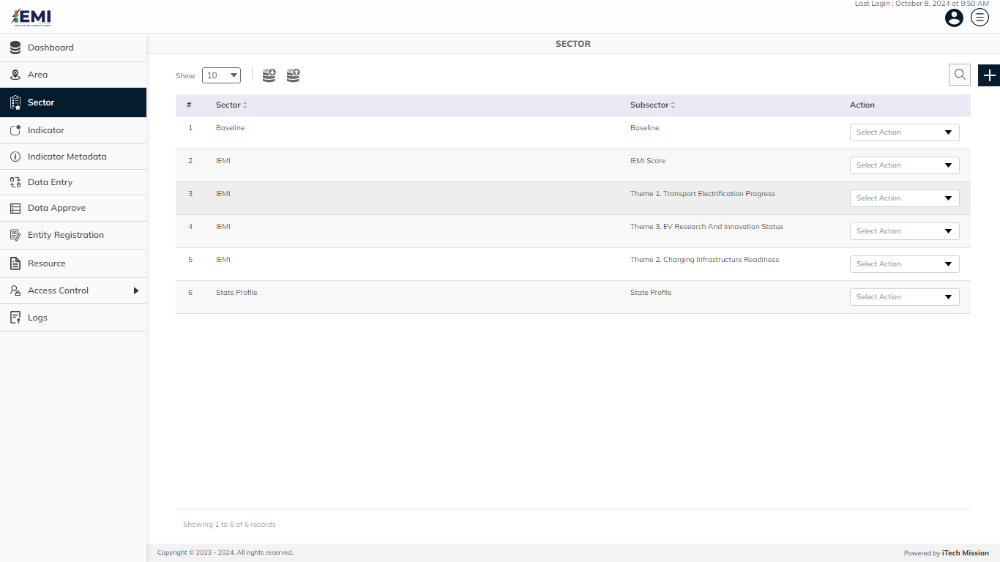 Last Login : October 8, 2024 at 9:50 AM
IEMI
SECTOR
Dashboard
Area
Sector
Indicator
Indicator Metadata
Data Entry
Data Approve
Entity Registration
Resource
Access Control
Logs
Show 10
# Sector Subsector Action
1 Baseline Baseline Select Action
2 IEMI IEMI Score Select Action
3 IEMI Theme 1. Transport Electrification Progress Select Action
4 IEMI Theme 3. EV Research And Innovation Status Select Action
5 IEMI Theme 2. Charging Infrastructure Readiness Select Action
6 State Profile State Profile Select Action
Showing 1 to 6 of 6 records
Copyright © 2023 - 2024. All rights reserved.
Powered by iTech Mission